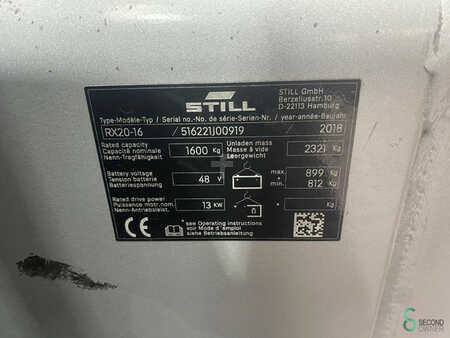 STILL
STILL GmbH
Berzeliusstr.10
D-22113 Hamburg
Type-Modèle-Typ / Serial no.-No. de série-Serien-Nr. / year-année-Baujahr
RX20-16 / 516221J00919 / 2018
Rated capacity
Capacité nominale 1600 Kg
Nenn-Tragfähigkeit
Unladen mass
Masse à vide 2321 Kg
Leergewicht
Battery voltage
Tension batterie 48 V
Batteriespannung
max. 899 Kg
min. 812 Kg
Rated drive power
Puissance motr.nom. 13 KW
Nenn-Antriebsleist.
Kg
CE
*see Operating instructions
voir Mode d'emploi
siehe Betriebsanleitung
SECOND
OWNER